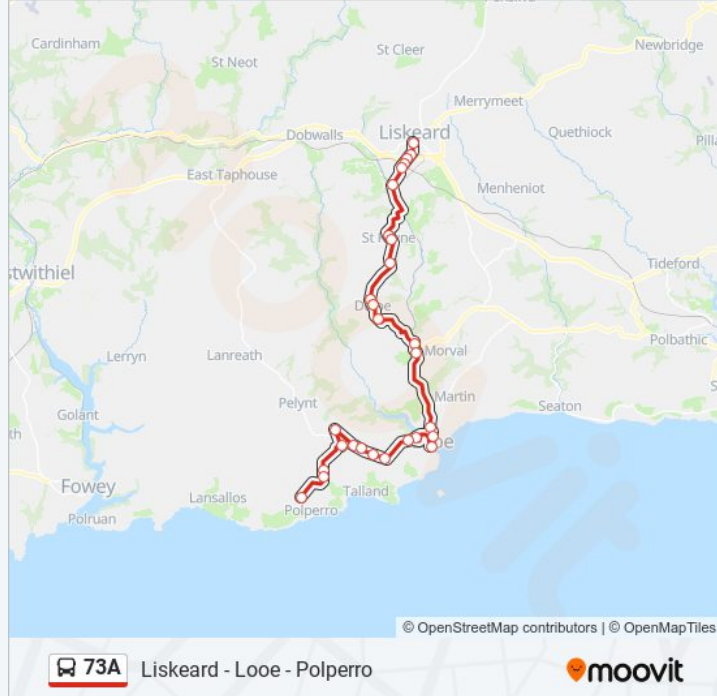 Cardinham
St Neot
St Cleer
Newbridge
Merrymeet
Dobwalls
Liskeard
Quethiock
East Taphouse
Menheniot
stwithiel
Tideford
Lerryn
Lanreath
Morval
Polbathic
Pelynt
Martin
Seaton
Golant
Fowey
Lansallos
Talland
Polruan
Polperro
© OpenStreetMap contributors | © OpenMapTiles
73A Liskeard - Looe - Polperro
moovit